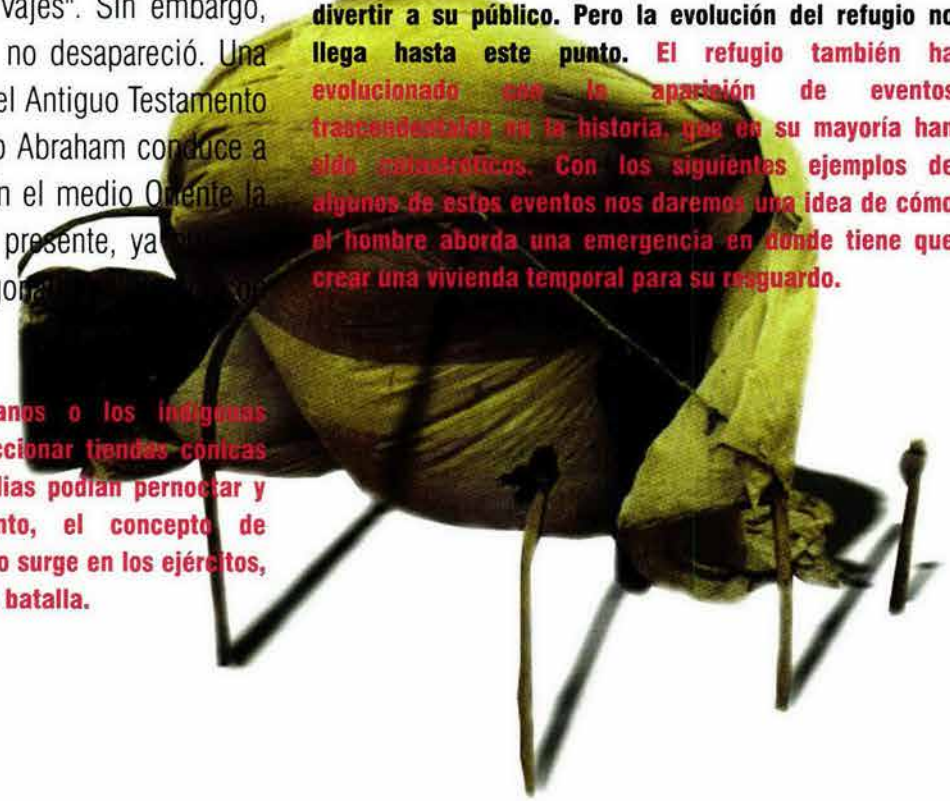 vajes". Sin embargo,
no desapareció. Una
el Antiguo Testamento
o Abraham conduce a
n el medio Oriente la
presente, ya
anos o los indígenas
ccionar tiendas cónicas
lias podían pernoctar y
nto, el concepto de
o surge en los ejércitos,
batalla.
divertir a su público. Pero la evolución del refugio no
llega hasta este punto. El refugio también ha
evolucionado con la aparición de eventos
trascendentales en la historia, que en su mayoría han
sido catastróficos. Con los siguientes ejemplos de
algunos de estos eventos nos daremos una idea de cómo
el hombre aborda una emergencia en donde tiene que
crear una vivienda temporal para su resguardo.